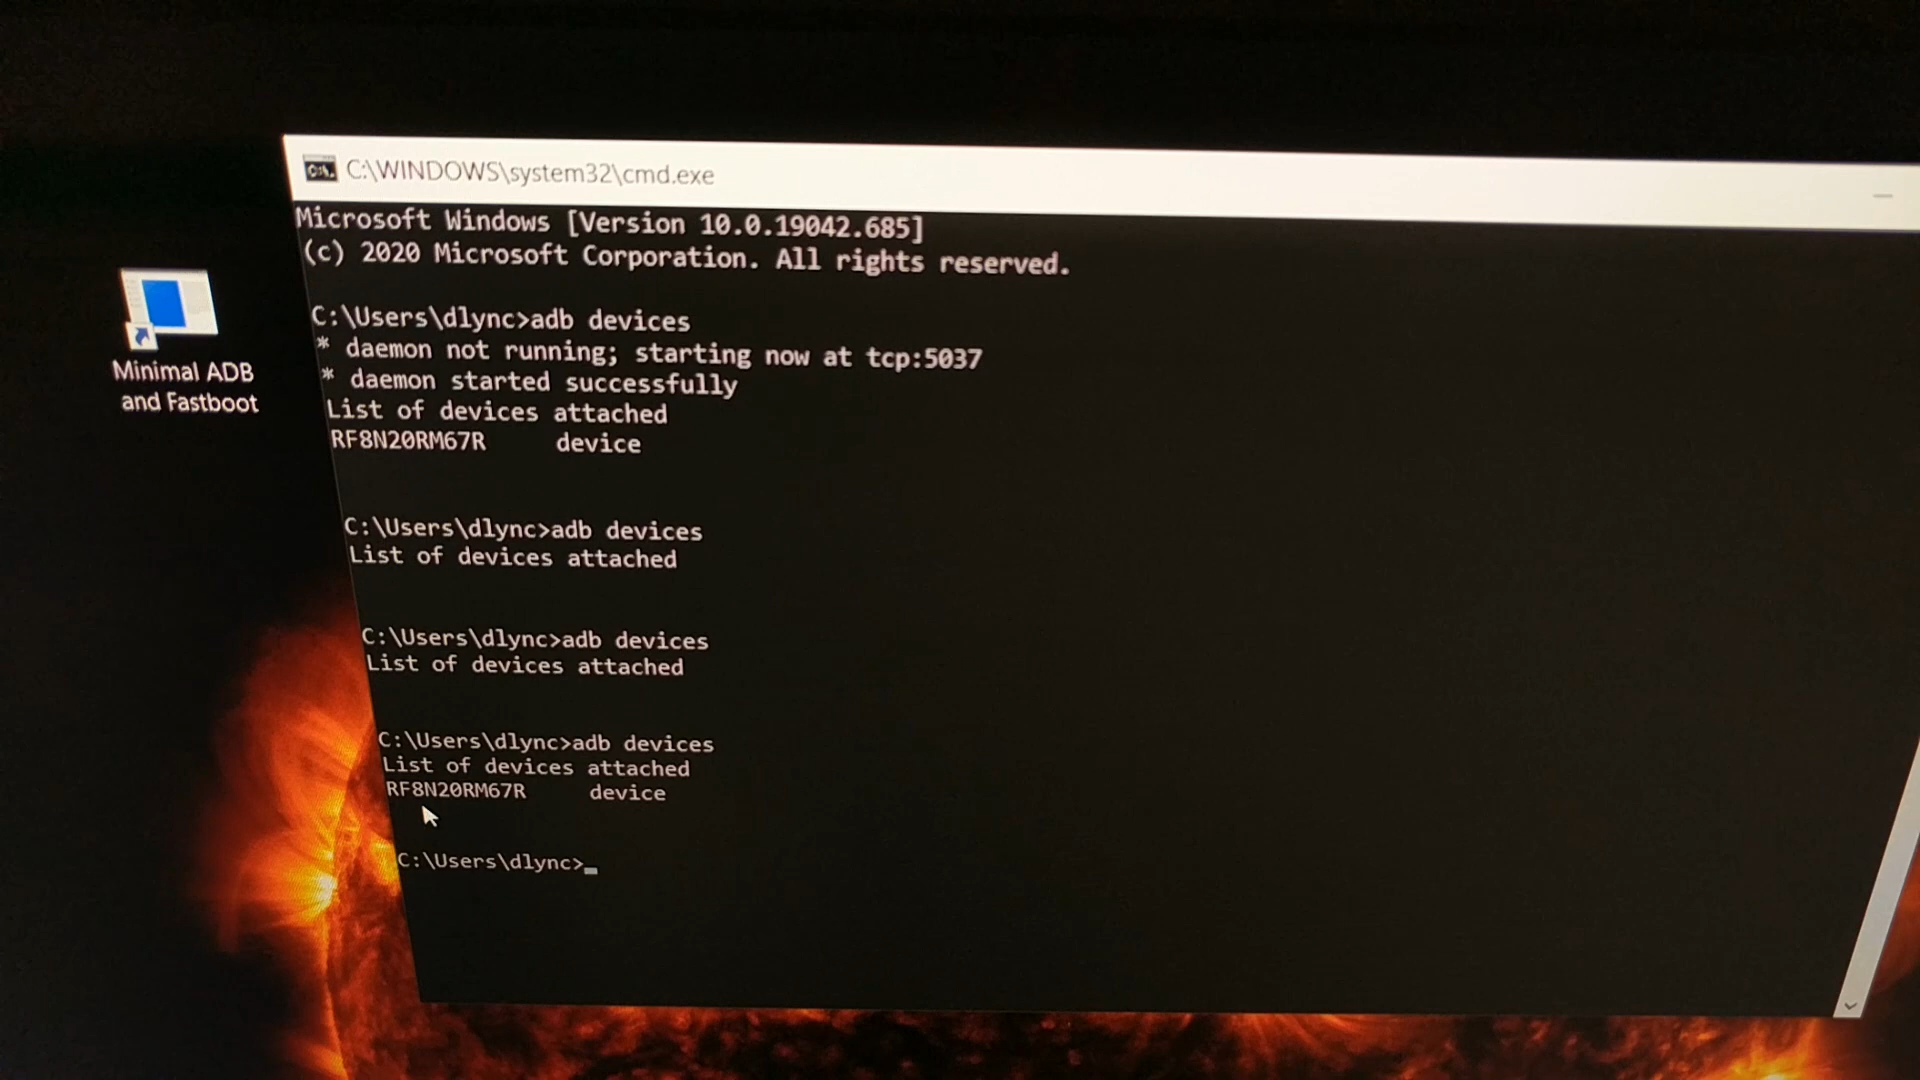 C:\WINDOWS\system32\cmd.exe
Microsoft Windows [Version 10.0.19042.685]
(c) 2020 Microsoft Corporation. All rights reserved.
C:\Users\dlync>adb devices
* daemon not running; starting now at tcp:5037
* daemon started successfully
List of devices attached
RF8N20RM67R device
C:\Users\dlync>adb devices
List of devices attached
C:\Users\dlync>adb devices
List of devices attached
C:\Users\dlync>adb devices
List of devices attached
RF8N20RM67R device
C:\Users\dlync>
Minimal ADB
and Fastboot